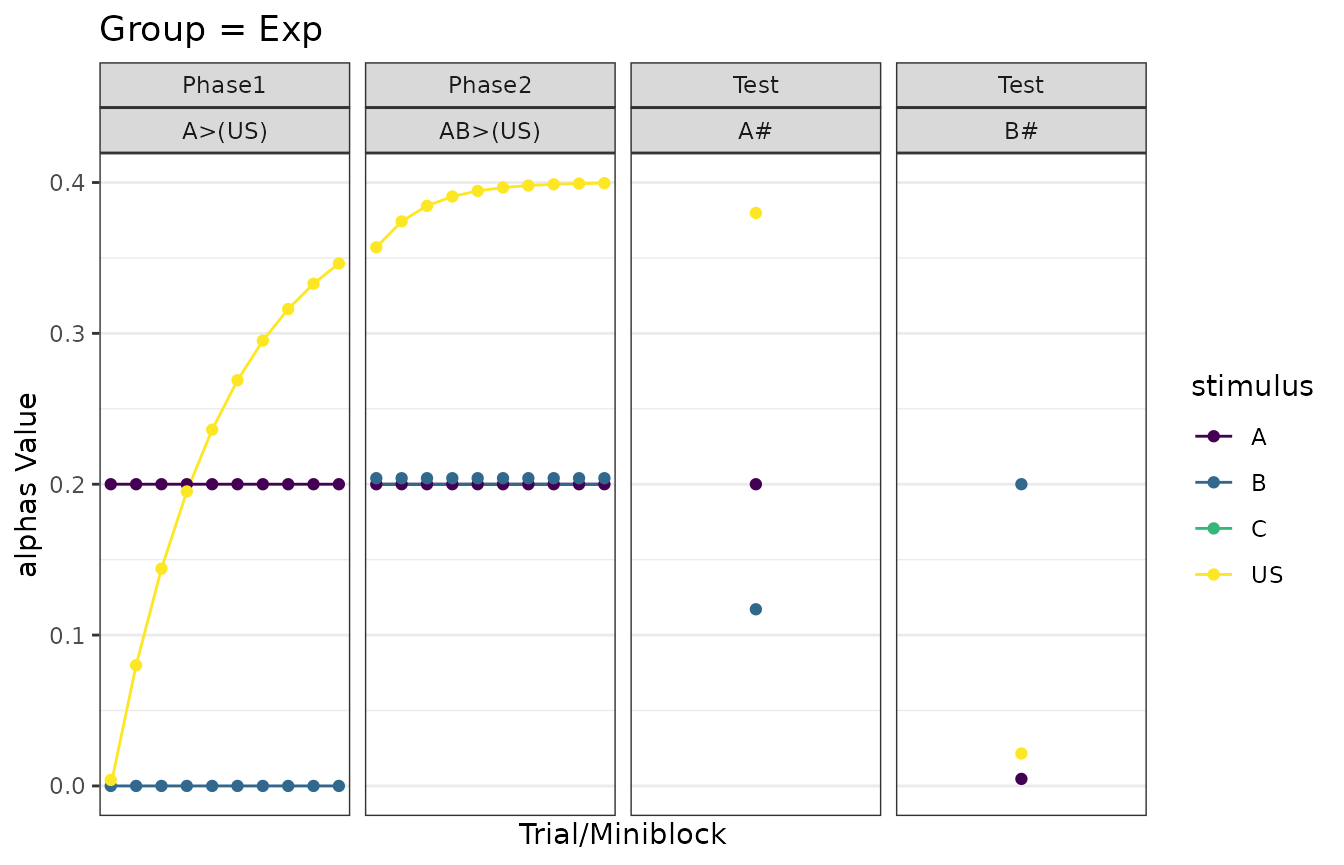 Group = Exp
Phase1
Phase2
Test
Test
A>(US)
AB>(US)
A#
B#
0.4
0.3
0.2
0.1
0.0
alphas Value
Trial/Miniblock
stimulus
A
B
C
US